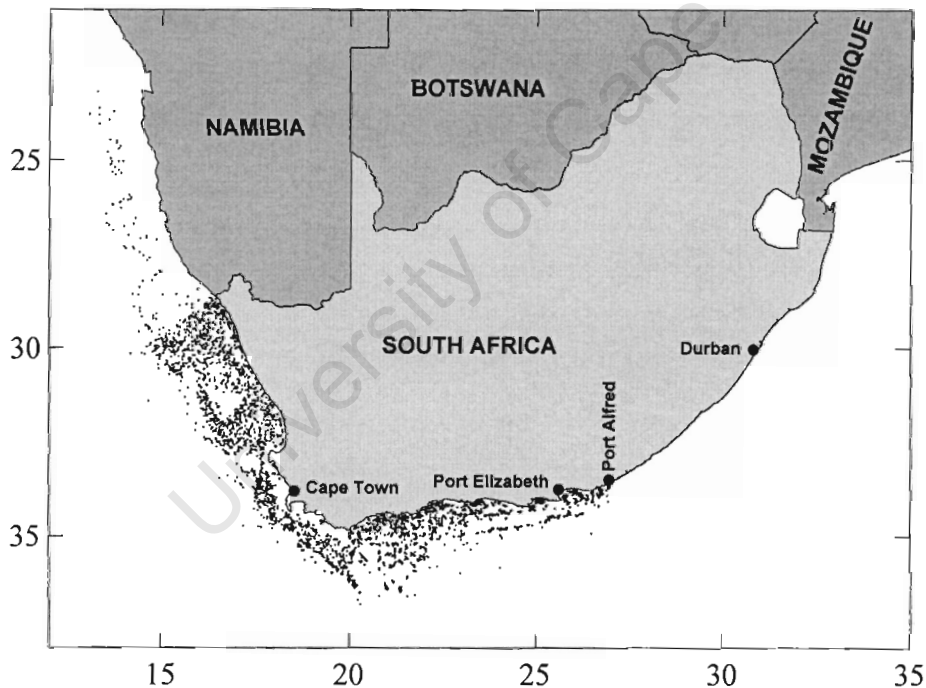 MOZAMBIQUE
BOTSWANA
NAMIBIA
25
University of Cape
30
SOUTH AFRICA
Durban
Port Alfred
Cape Town
Port Elizabeth
35
15
20
25
30
35